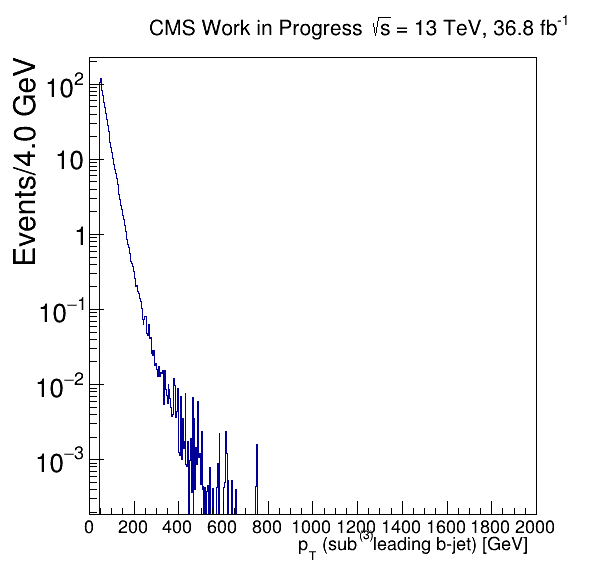 CMS Work in Progress √s = 13 TeV, 36.8 fb⁻¹
Events/4.0 GeV
10²
10
1
10⁻¹
10⁻²
10⁻³
0 200 400 600 800 1000 1200 1400 1600 1800 2000
p_T (sub⁽³⁾leading b-jet) [GeV]